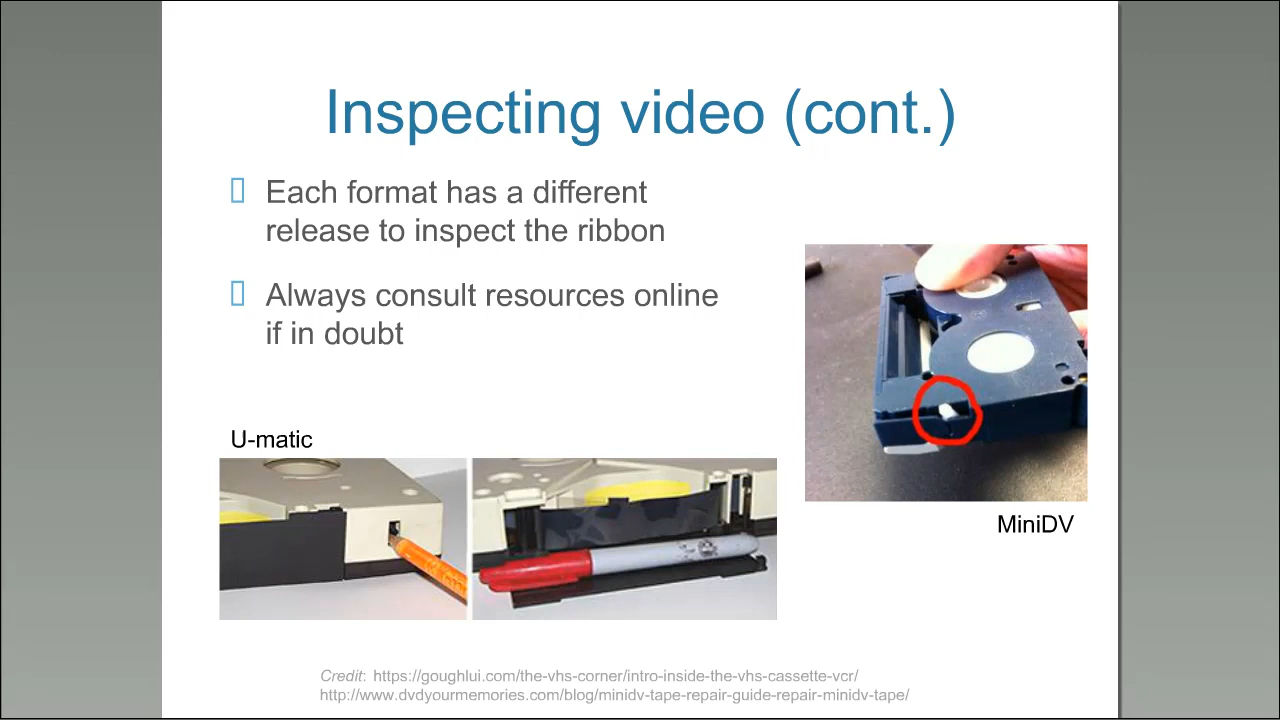 Inspecting video (cont.)
Each format has a different
release to inspect the ribbon
Always consult resources online
if in doubt
U-matic
MiniDV
Credit: https://goughlui.com/the-vhs-corner/intro-inside-the-vhs-cassette-vcr/
http://www.dvdyourmemories.com/blog/minidv-tape-repair-guide-repair-minidv-tape/